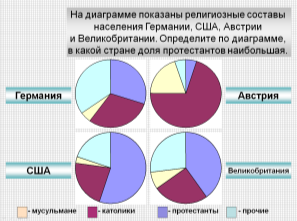 На диаграмме показаны религиозные составы
населения Германии, США, Австрии
и Великобритании. Определите по диаграмме,
в какой стране доля протестантов наибольшая.
Германия
Австрия
США
Великобритания
- мусульмане - католики - протестанты - прочие